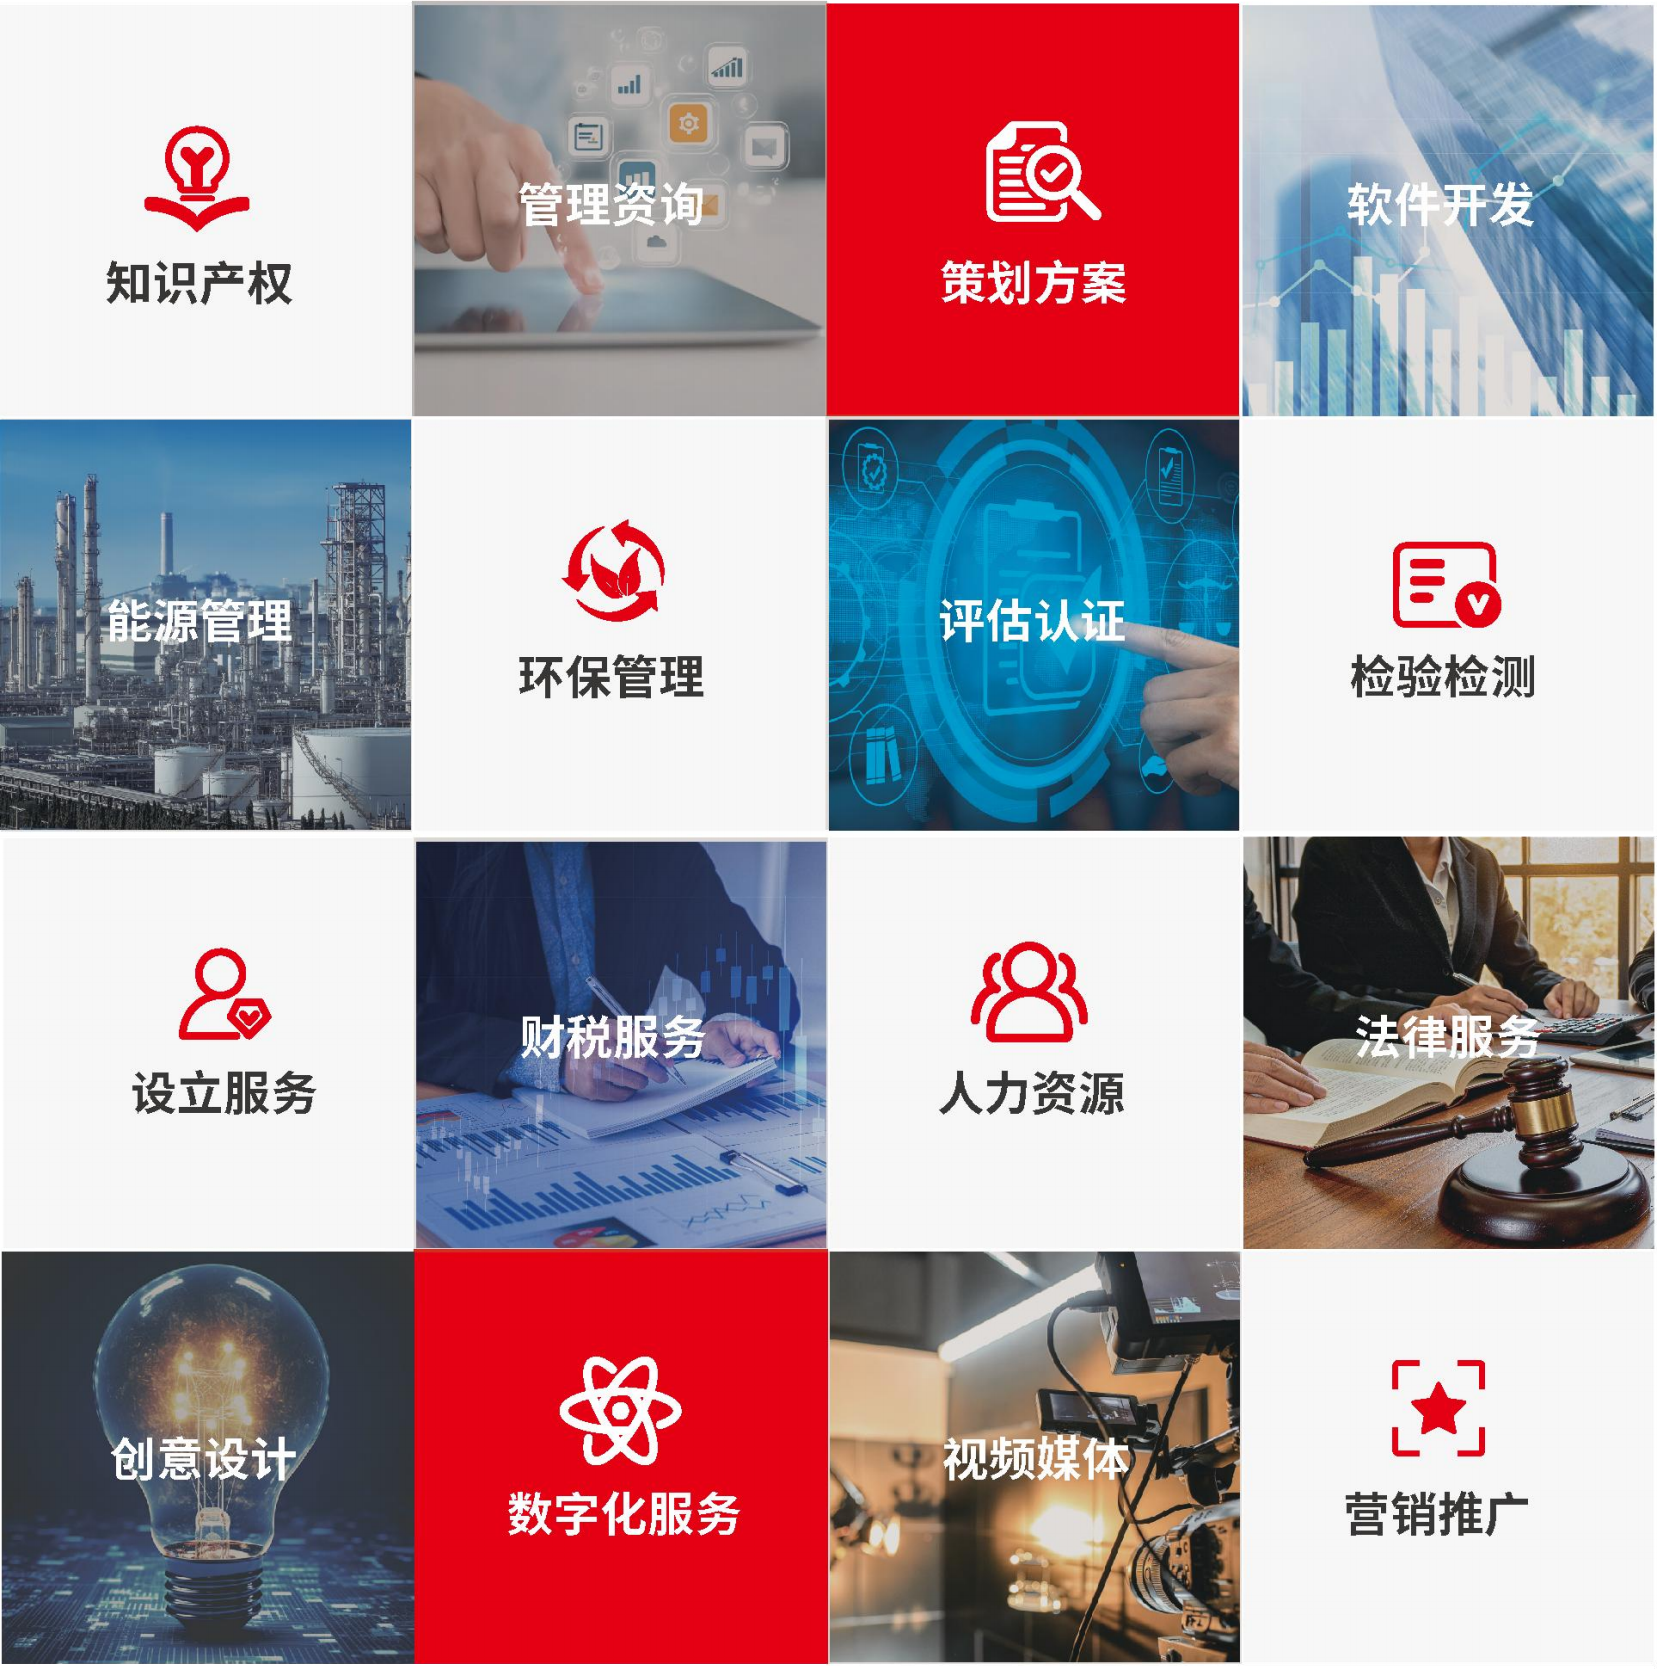 知识产权
管理资询
策划方案
软件开发
能源管理
环保管理
评估认证
检验检测
设立服务
财税服务
人力资源
法律服务
创意设计
数字化服务
视频媒体
营销推广